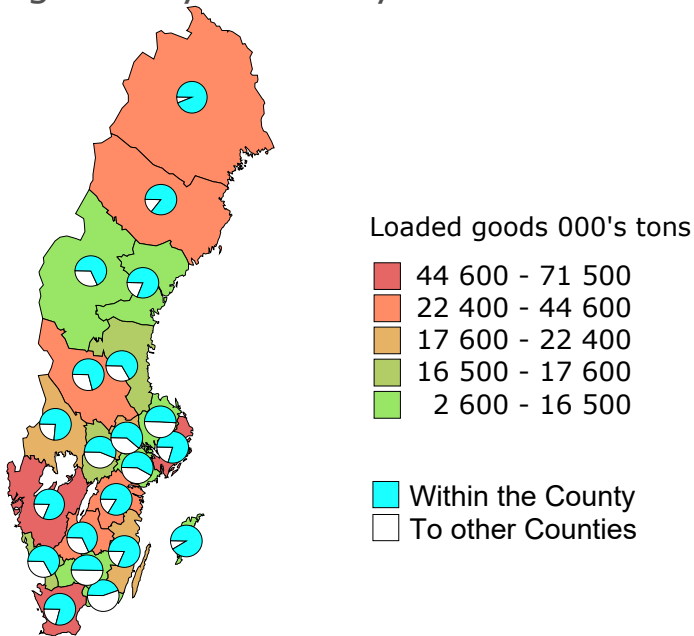 Loaded goods 000's tons
44 600 - 71 500
22 400 - 44 600
17 600 - 22 400
16 500 - 17 600
2 600 - 16 500
Within the County
To other Counties